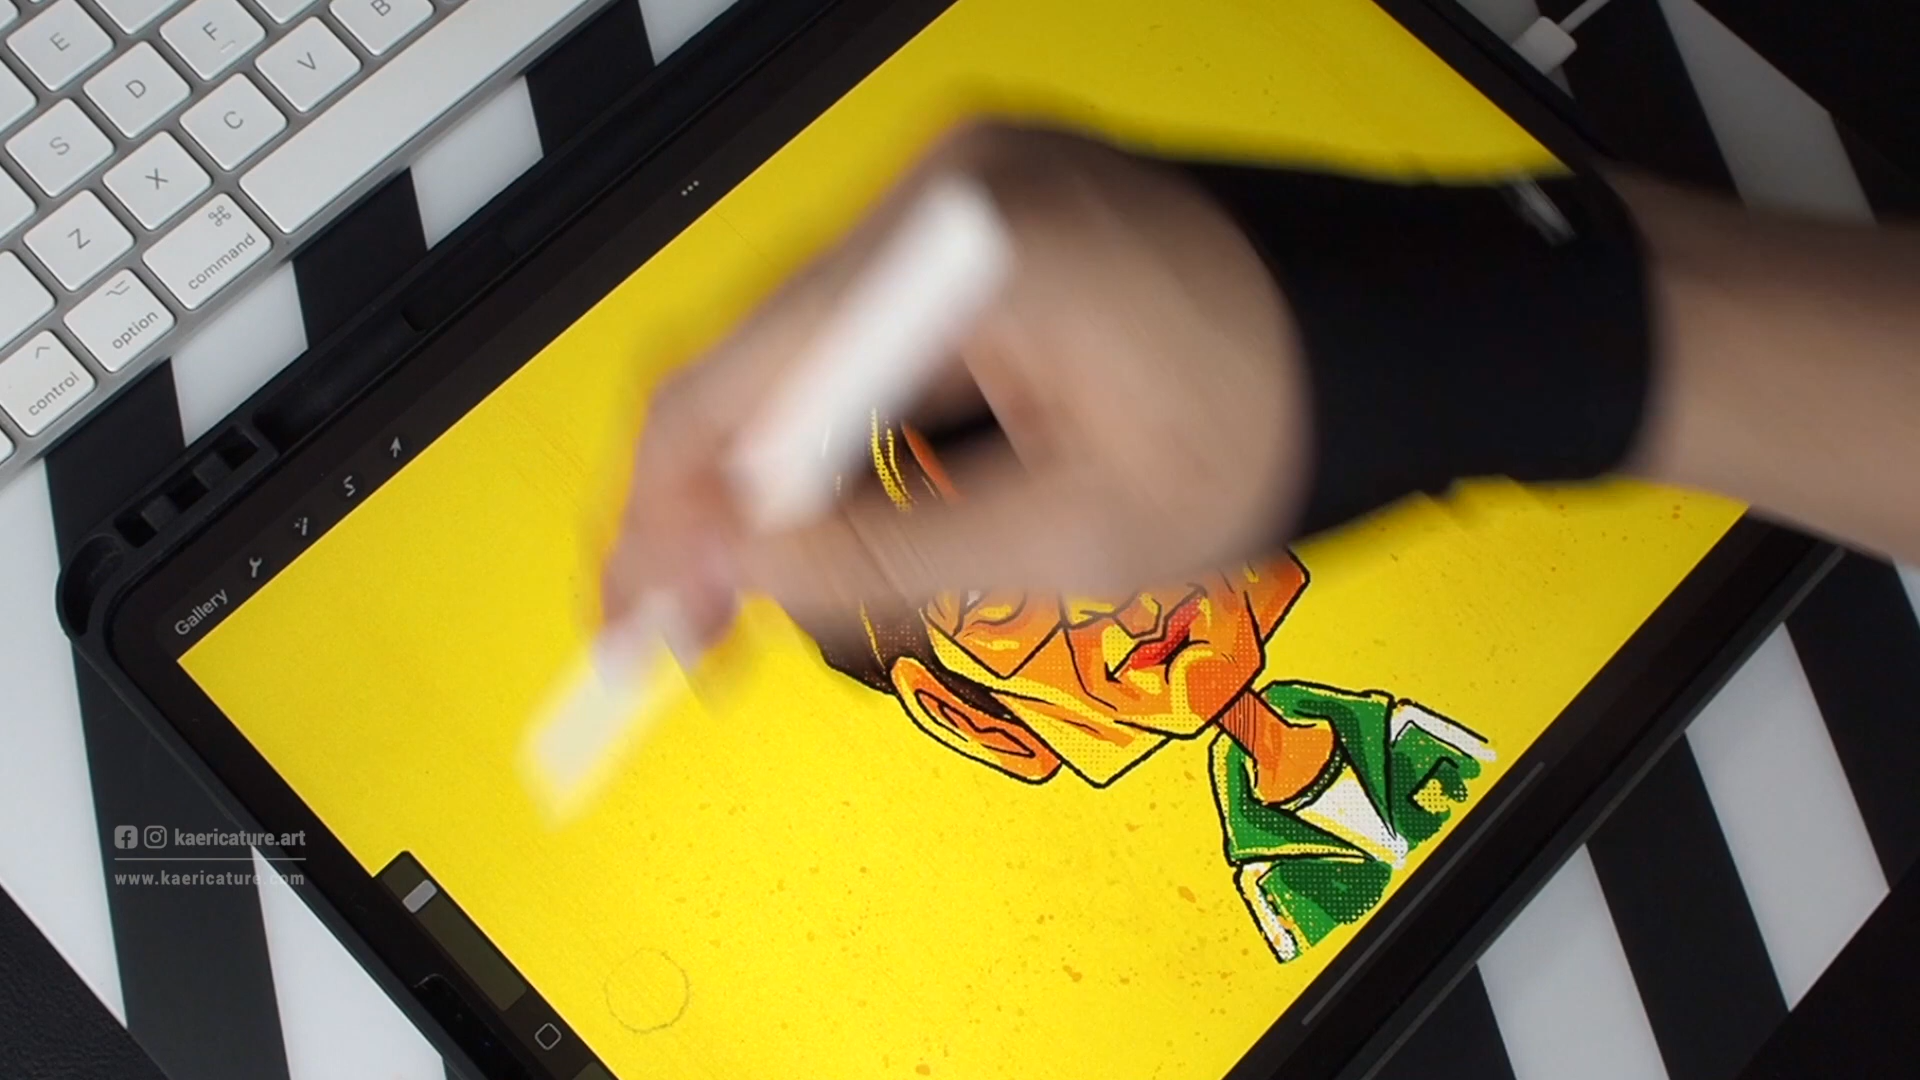 E
F
V
B
D
S
C
X
Z
⌘
command
⌥
option
^
control
Gallery
kaericature.art
www.kaericature.com